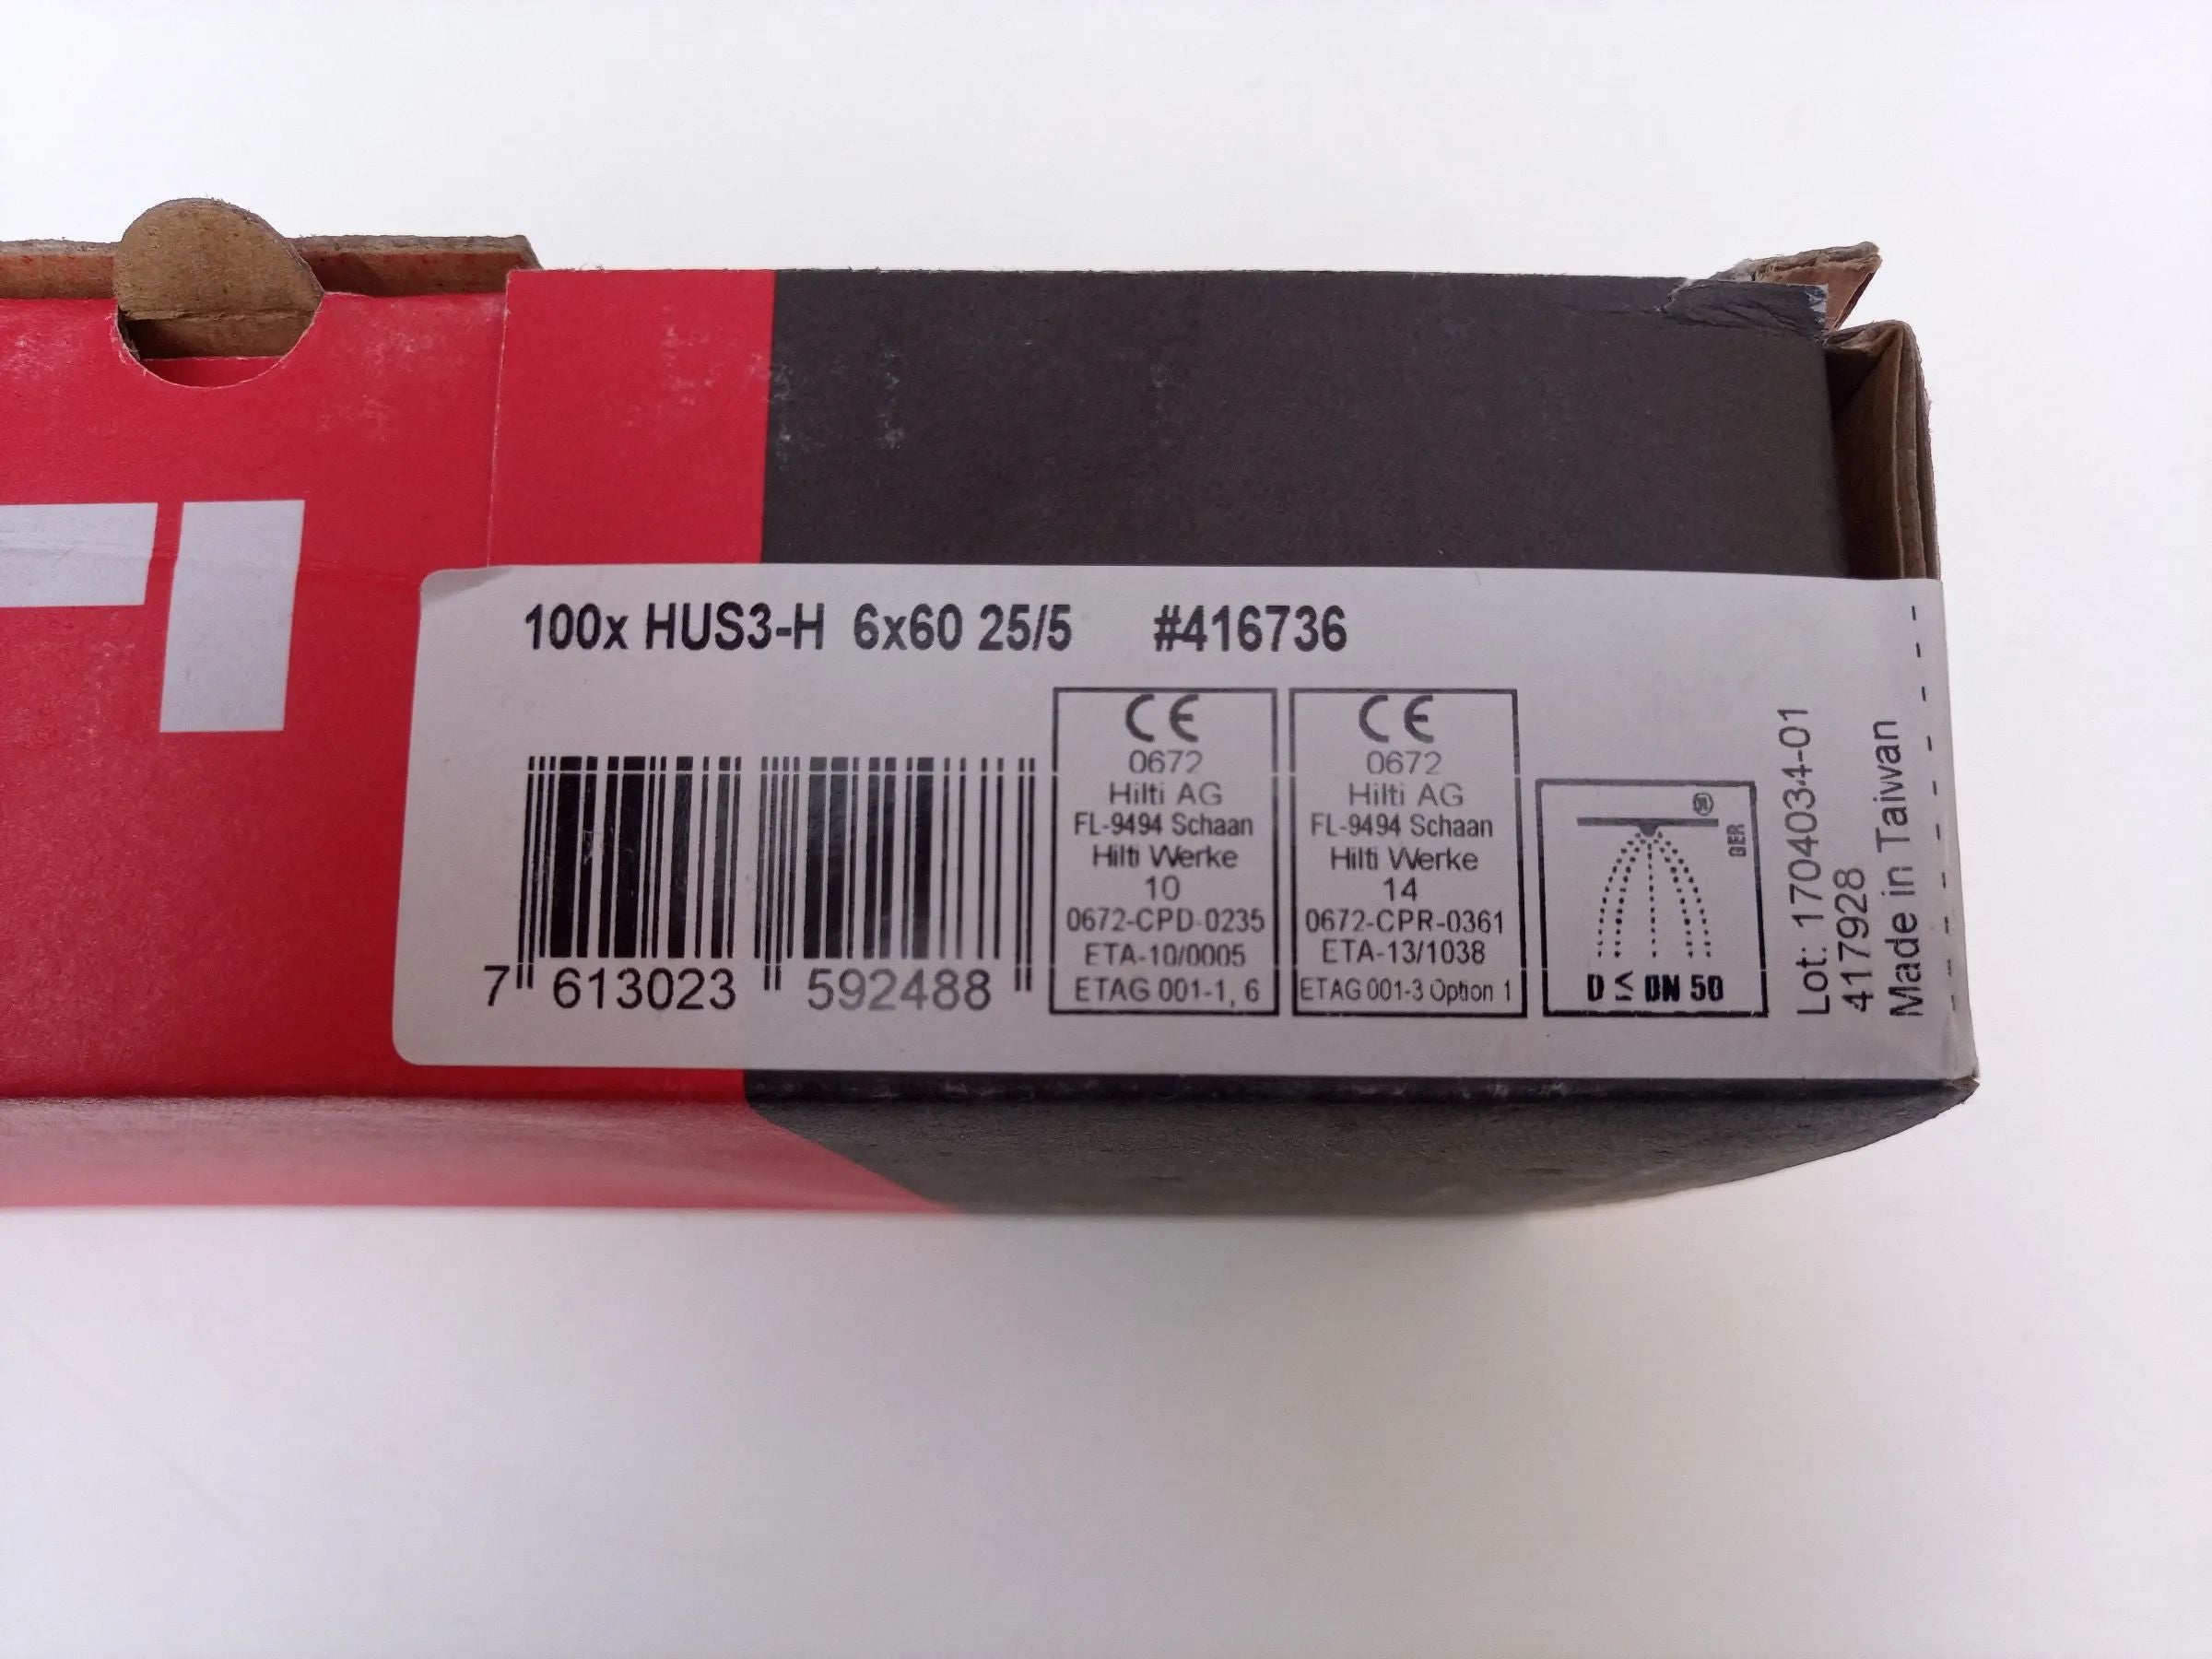 TI
100x HUS3-H 6x60 25/5 #416736
7 613023 592488
CE
0672
Hilti AG
FL-9494 Schaan
Hilti Werke
10
0672-CPD-0235
ETA-10/0005
ETAG 001-1, 6
CE
0672
Hilti AG
FL-9494 Schaan
Hilti Werke
14
0672-CPR-0361
ETA-13/1038
ETAG 001-3 Option 1
®
GER
D ≤ DN 50
Lot: 1704034-01
417928
Made in Taiwan